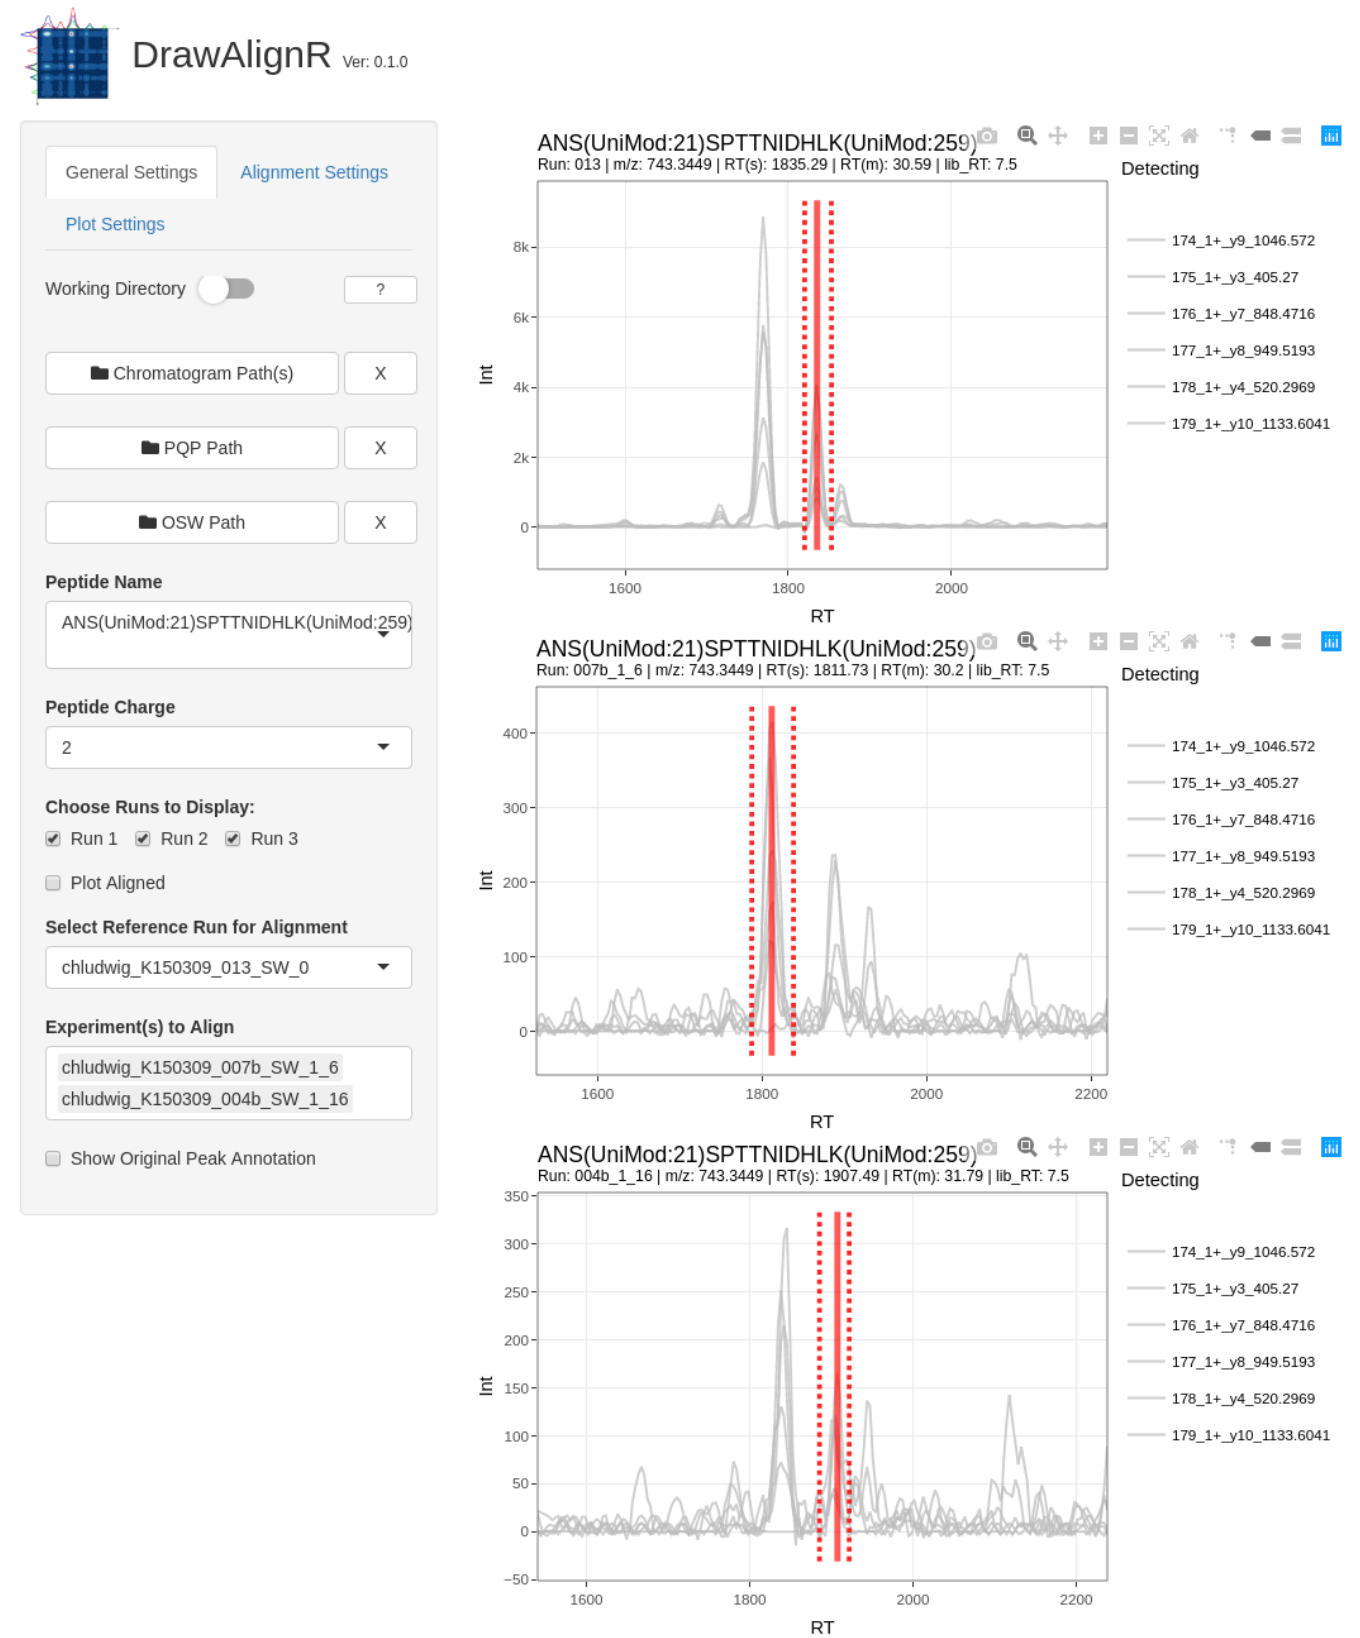 DrawAlignR Ver: 0.1.0
General Settings
Alignment Settings
Plot Settings
Working Directory
?
Chromatogram Path(s)
X
PQP Path
X
OSW Path
X
Peptide Name
ANS(UniMod:21)SPTTNIDHLK(UniMod:259)
Peptide Charge
2
Choose Runs to Display:
Run 1
Run 2
Run 3
Plot Aligned
Select Reference Run for Alignment
chludwig_K150309_013_SW_0
Experiment(s) to Align
chludwig_K150309_007b_SW_1_6
chludwig_K150309_004b_SW_1_16
Show Original Peak Annotation
ANS(UniMod:21)SPTTNIDHLK(UniMod:259)
Run: 013 | m/z: 743.3449 | RT(s): 1835.29 | RT(m): 30.59 | lib_RT: 7.5
8k
6k
4k
2k
0
Int
1600
1800
2000
RT
Detecting
174_1+_y9_1046.572
175_1+_y3_405.27
176_1+_y7_848.4716
177_1+_y8_949.5193
178_1+_y4_520.2969
179_1+_y10_1133.6041
ANS(UniMod:21)SPTTNIDHLK(UniMod:259)
Run: 007b_1_6 | m/z: 743.3449 | RT(s): 1811.73 | RT(m): 30.2 | lib_RT: 7.5
400
300
200
100
0
Int
1600
1800
2000
2200
RT
Detecting
174_1+_y9_1046.572
175_1+_y3_405.27
176_1+_y7_848.4716
177_1+_y8_949.5193
178_1+_y4_520.2969
179_1+_y10_1133.6041
ANS(UniMod:21)SPTTNIDHLK(UniMod:259)
Run: 004b_1_16 | m/z: 743.3449 | RT(s): 1907.49 | RT(m): 31.79 | lib_RT: 7.5
350
300
250
200
150
100
50
0
−50
Int
1600
1800
2000
2200
RT
Detecting
174_1+_y9_1046.572
175_1+_y3_405.27
176_1+_y7_848.4716
177_1+_y8_949.5193
178_1+_y4_520.2969
179_1+_y10_1133.6041